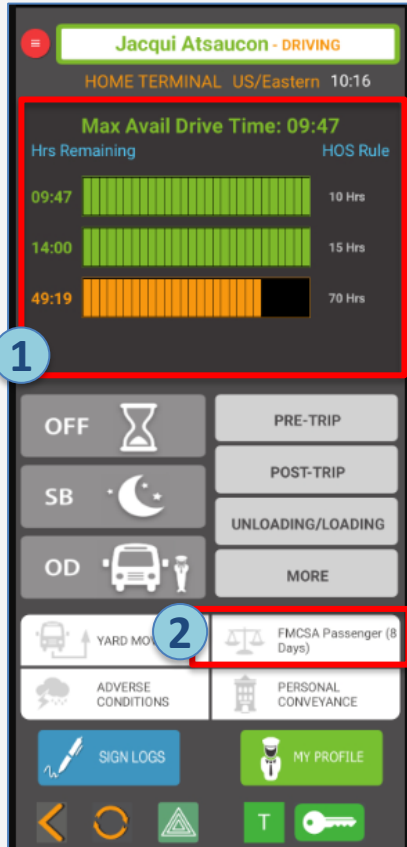 Jacqui Atsaucon - DRIVING
HOME TERMINAL US/Eastern 10:16
Max Avail Drive Time: 09:47
Hrs Remaining HOS Rule
09:47 10 Hrs
14:00 15 Hrs
49:19 70 Hrs
1
OFF
PRE-TRIP
POST-TRIP
SB
UNLOADING/LOADING
OD
MORE
YARD
2
FMCSA Passenger (8
Days)
ADVERSE
CONDITIONS
PERSONAL
CONVEYANCE
SIGN LOGS
MY PROFILE
T